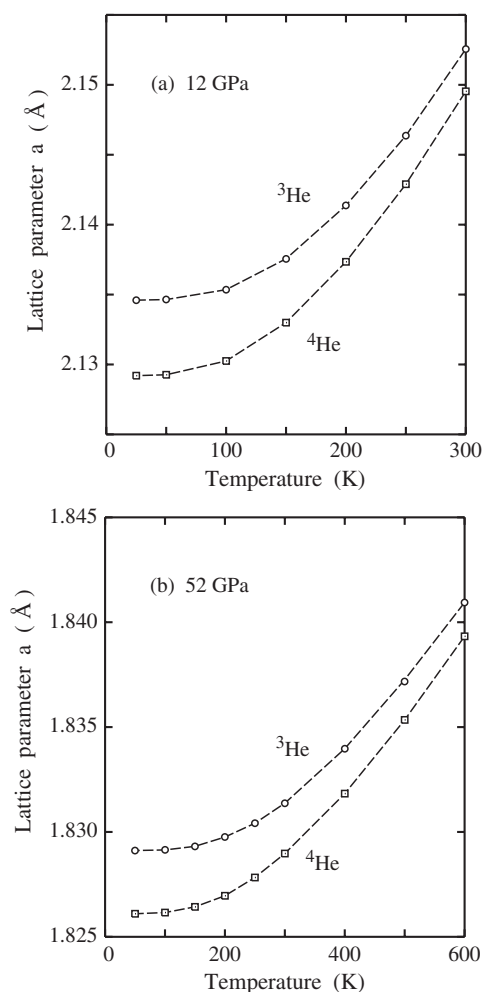 (a) 12 GPa
Lattice parameter a (Å)
2.15
2.14
2.13
³He
⁴He
0 100 200 300
Temperature (K)
(b) 52 GPa
Lattice parameter a (Å)
1.845
1.840
1.835
1.830
1.825
³He
⁴He
0 200 400 600
Temperature (K)